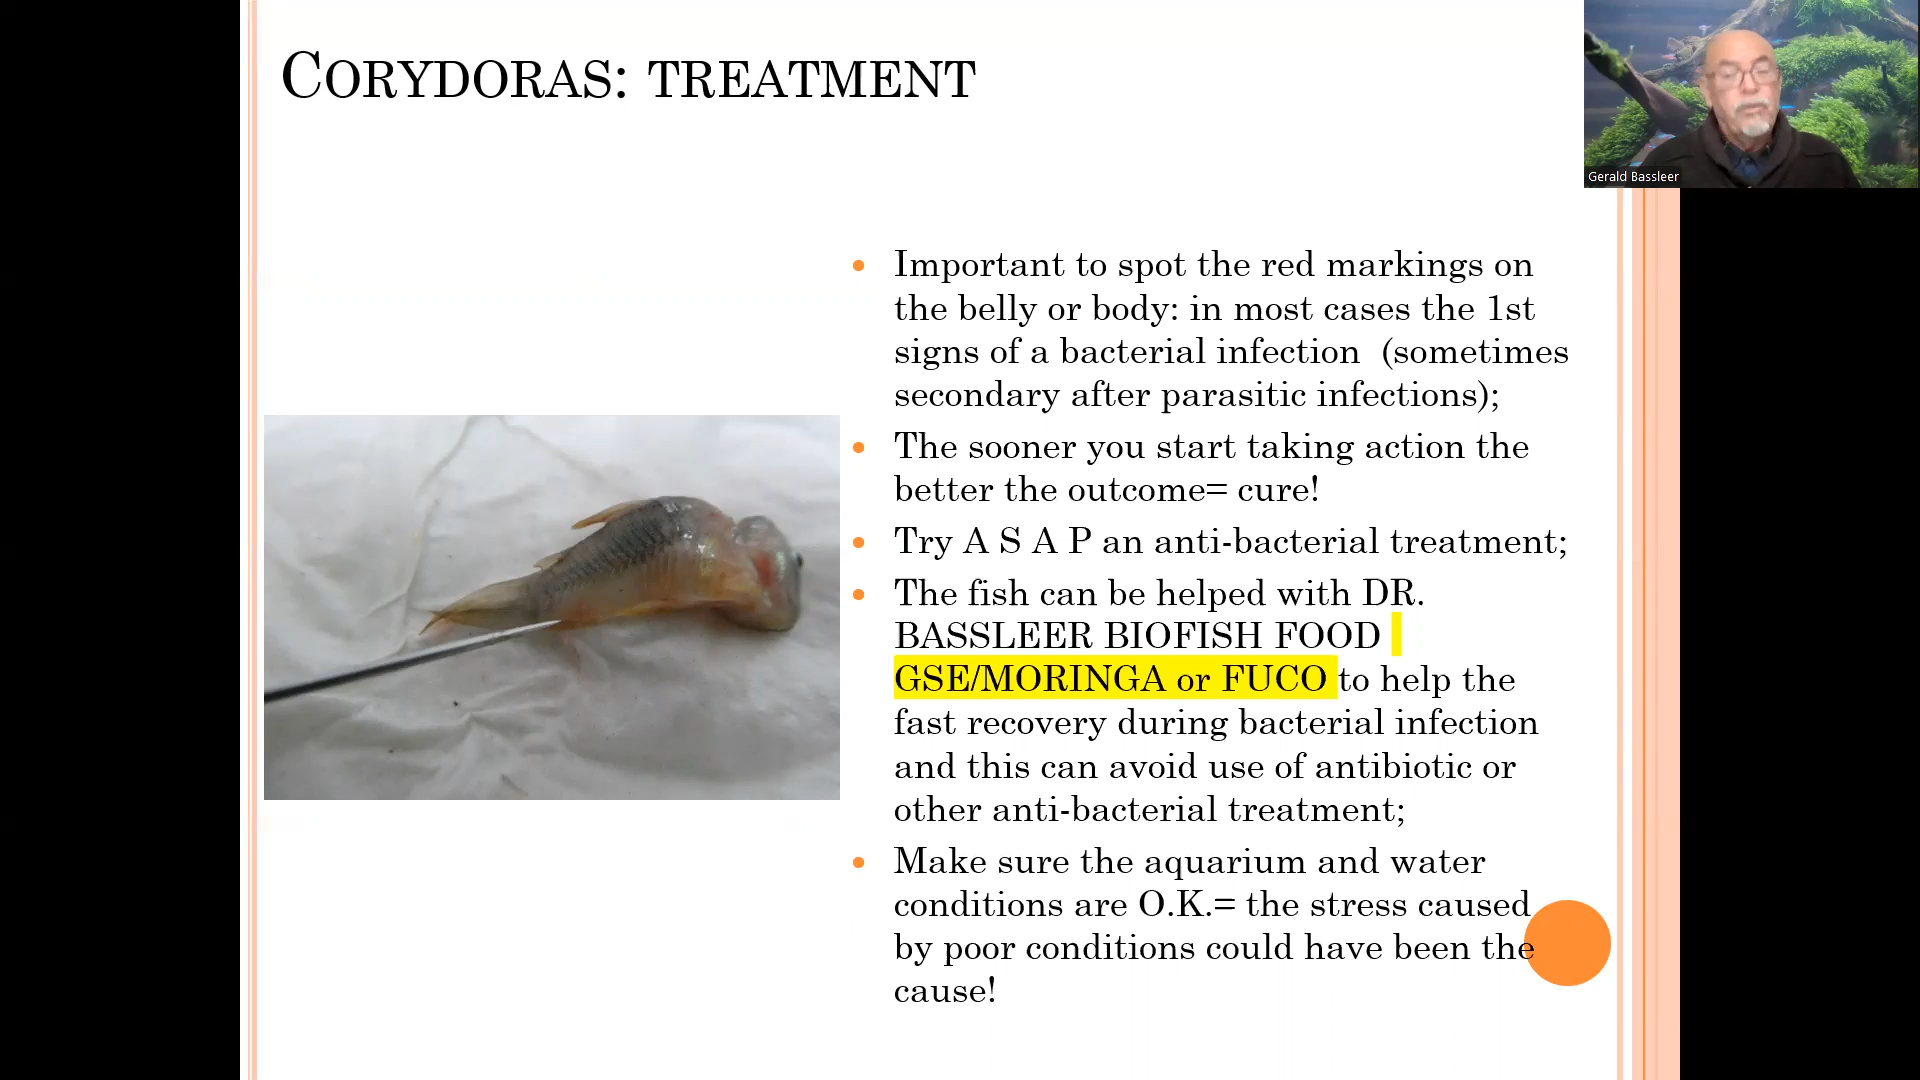 CORYDORAS: TREATMENT
Gerald Bassleer
Important to spot the red markings on
the belly or body: in most cases the 1st
signs of a bacterial infection (sometimes
secondary after parasitic infections);
The sooner you start taking action the
better the outcome= cure!
Try A S A P an anti-bacterial treatment;
The fish can be helped with DR.
BASSLEER BIOFISH FOOD
GSE/MORINGA or FUCO to help the
fast recovery during bacterial infection
and this can avoid use of antibiotic or
other anti-bacterial treatment;
Make sure the aquarium and water
conditions are O.K.= the stress caused
by poor conditions could have been the
cause!